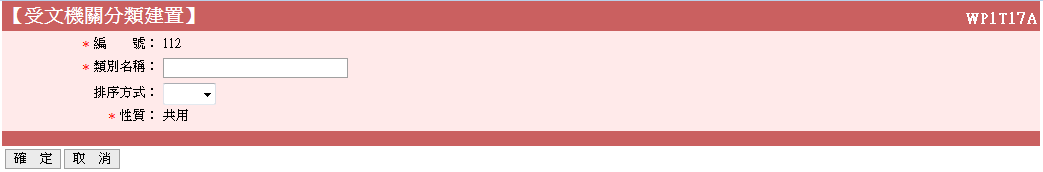 【受文機關分類建置】 WP1T17A
* 編　號： 112
* 類別名稱：
排序方式：
* 性質： 共用
確　定 取　消